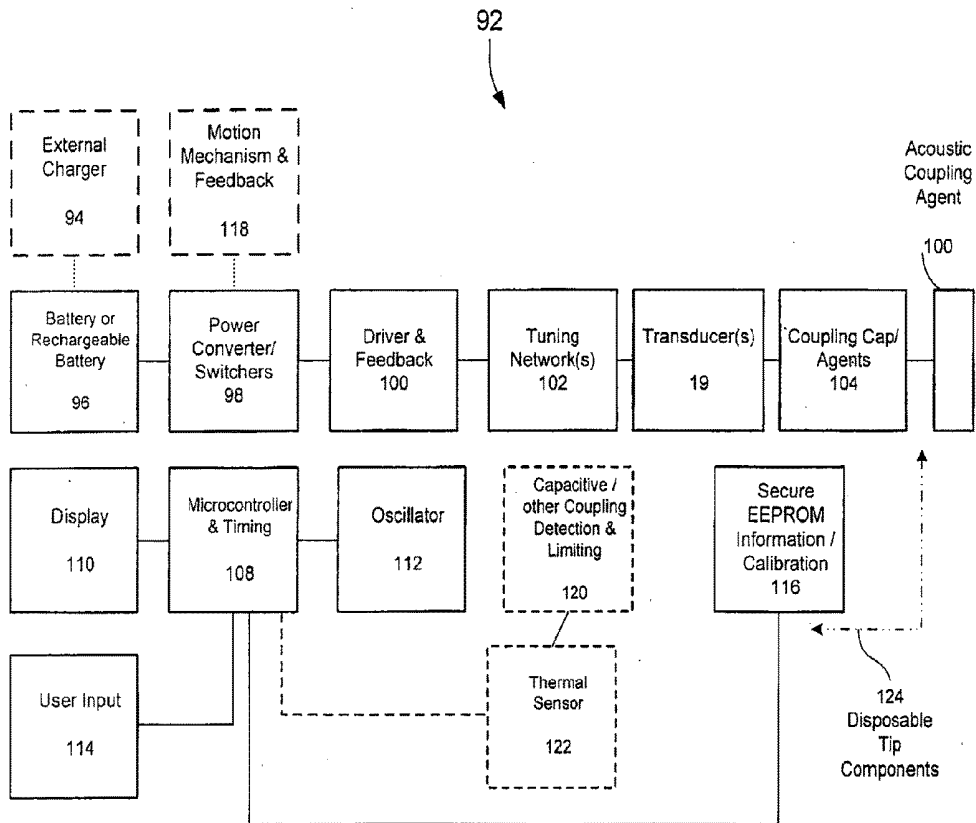 92
External
Charger
94
Motion
Mechanism &
Feedback
118
Acoustic
Coupling
Agent
100
Battery or
Rechargeable
Battery
96
Power
Converter/
Switchers
98
Driver &
Feedback
100
Tuning
Network(s)
102
Transducer(s)
19
Coupling Cap/
Agents
104
Display
110
Microcontroller
& Timing
108
Oscillator
112
Capacitive /
other Coupling
Detection &
Limiting
120
Secure
EEPROM
Information /
Calibration
116
User Input
114
Thermal
Sensor
122
124
Disposable
Tip
Components